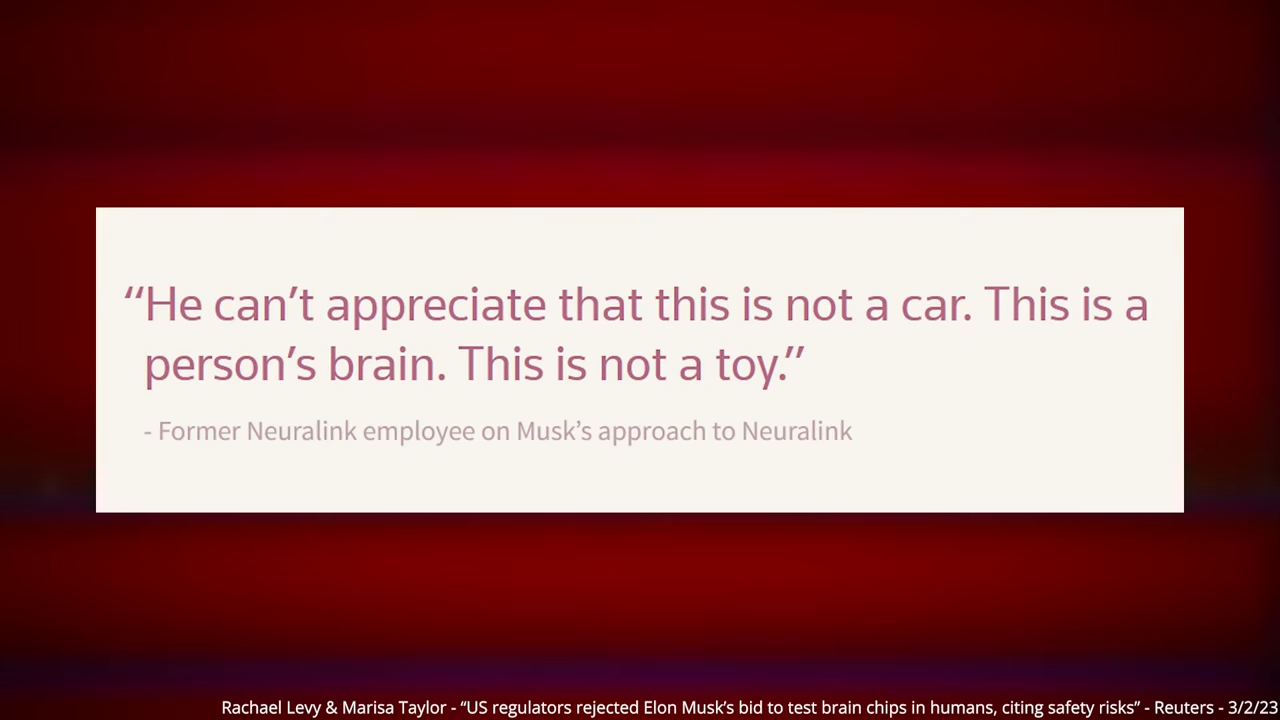 “He can’t appreciate that this is not a car. This is a
person’s brain. This is not a toy.”
- Former Neuralink employee on Musk’s approach to Neuralink
Rachael Levy & Marisa Taylor - “US regulators rejected Elon Musk’s bid to test brain chips in humans, citing safety risks” - Reuters - 3/2/23